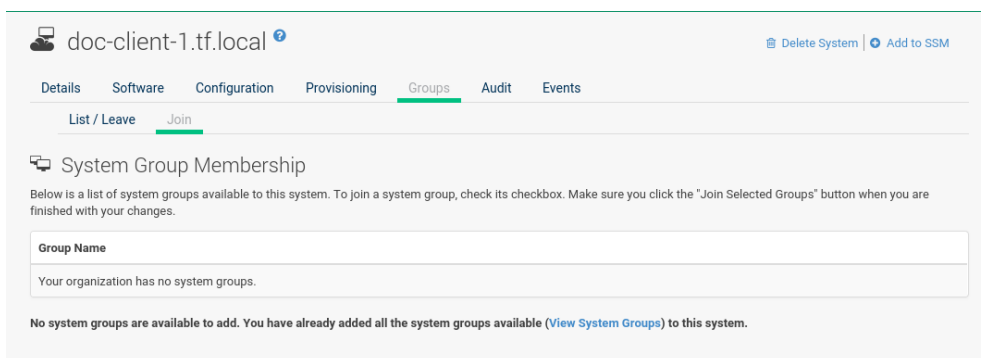 doc-client-1.tf.local ?
Delete System | Add to SSM
Details Software Configuration Provisioning Groups Audit Events
List / Leave Join
System Group Membership
Below is a list of system groups available to this system. To join a system group, check its checkbox. Make sure you click the "Join Selected Groups" button when you are
finished with your changes.
Group Name
Your organization has no system groups.
No system groups are available to add. You have already added all the system groups available (View System Groups) to this system.